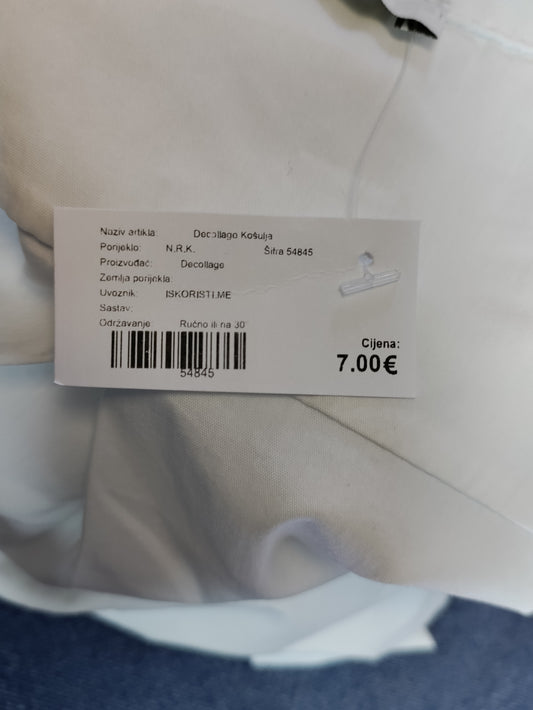 Naziv artikla: Decollage Košulja
Porijeklo: N.R.K. Šifra 54845
Proizvođač: Decollage
Zemlja porijekla:
Uvoznik: ISKORISTI.ME
Sastav:
Održavanje Ručno ili na 30
54845
Cijena:
7.00€